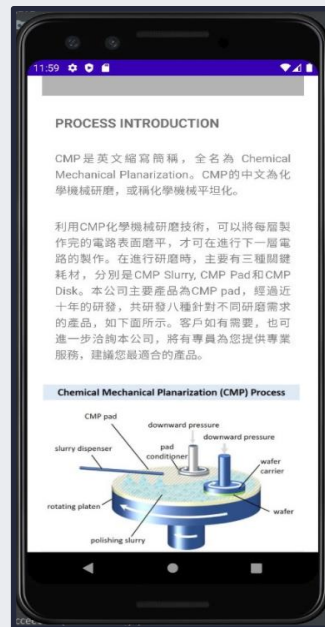 11:59
PROCESS INTRODUCTION
CMP是英文縮寫簡稱，全名為 Chemical
Mechanical Planarization。CMP的中文為化
學機械研磨，或稱化學機械平坦化。
利用CMP化學機械研磨技術，可以將每層製
作完的電路表面磨平，才可在進行下一層電
路的製作。在進行研磨時，主要有三種關鍵
耗材，分別是CMP Slurry, CMP Pad和CMP
Disk。本公司主要產品為CMP pad，經過近
十年的研發，共研發八種針對不同研磨需求
的產品，如下面所示。客戶如有需要，也可
進一步洽詢本公司，將有專員為您提供專業
服務，建議您最適合的產品。
Chemical Mechanical Planarization (CMP) Process
CMP pad
downward pressure
pad
conditioner
downward pressure
slurry dispenser
wafer
carrier
rotating platen
wafer
polishing slurry